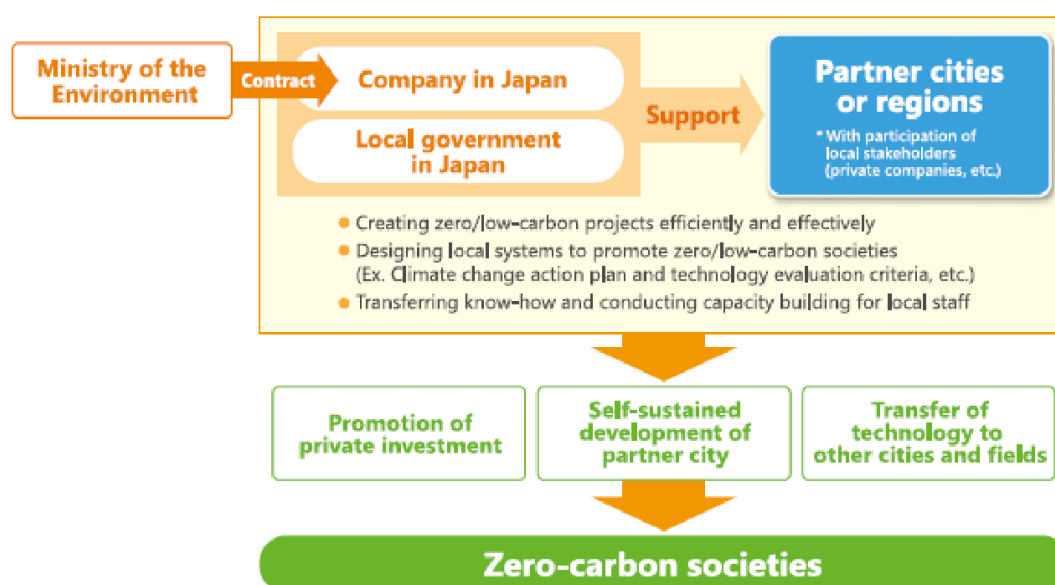 Ministry of the
Environment
Contract
Company in Japan
Local government
in Japan
Support
Partner cities
or regions
* With participation of
local stakeholders
(private companies, etc.)
Creating zero/low-carbon projects efficiently and effectively
Designing local systems to promote zero/low-carbon societies
(Ex. Climate change action plan and technology evaluation criteria, etc.)
Transferring know-how and conducting capacity building for local staff
Promotion of
private investment
Self-sustained
development of
partner city
Transfer of
technology to
other cities and fields
Zero-carbon societies